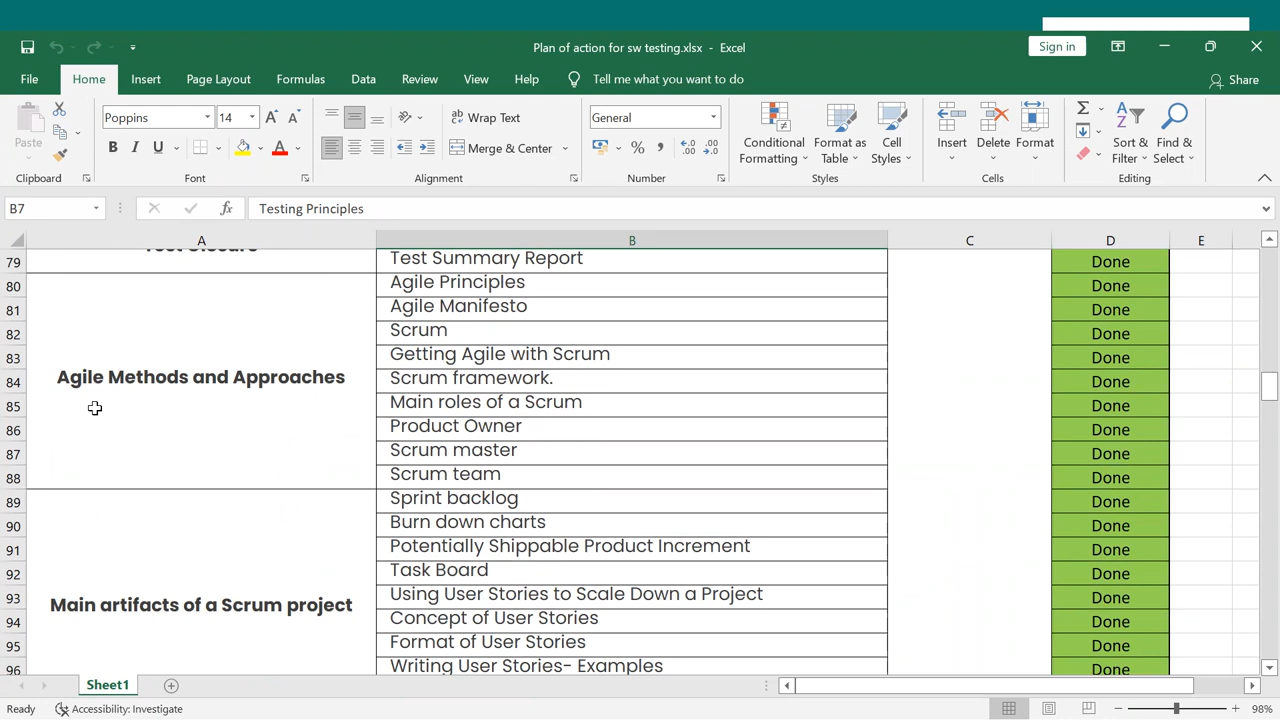 Plan of action for sw testing.xlsx - Excel
Sign in
File Home Insert Page Layout Formulas Data Review View Help Tell me what you want to do Share
Poppins 14 Wrap Text General
Paste B I U Merge & Center Conditional Formatting Format as Table Cell Styles Insert Delete Format Sort & Filter Find & Select
Clipboard Font Alignment Number Styles Cells Editing
B7 fx Testing Principles
A B C D E
79 Test Closure Test Summary Report Done
80 Agile Principles Done
81 Agile Manifesto Done
82 Scrum Done
83 Getting Agile with Scrum Done
84 Agile Methods and Approaches Scrum framework. Done
85 Main roles of a Scrum Done
86 Product Owner Done
87 Scrum master Done
88 Scrum team Done
89 Sprint backlog Done
90 Burn down charts Done
91 Potentially Shippable Product Increment Done
92 Task Board Done
93 Main artifacts of a Scrum project Using User Stories to Scale Down a Project Done
94 Concept of User Stories Done
95 Format of User Stories Done
96 Writing User Stories- Examples Done
Sheet1
Ready Accessibility: Investigate 98%